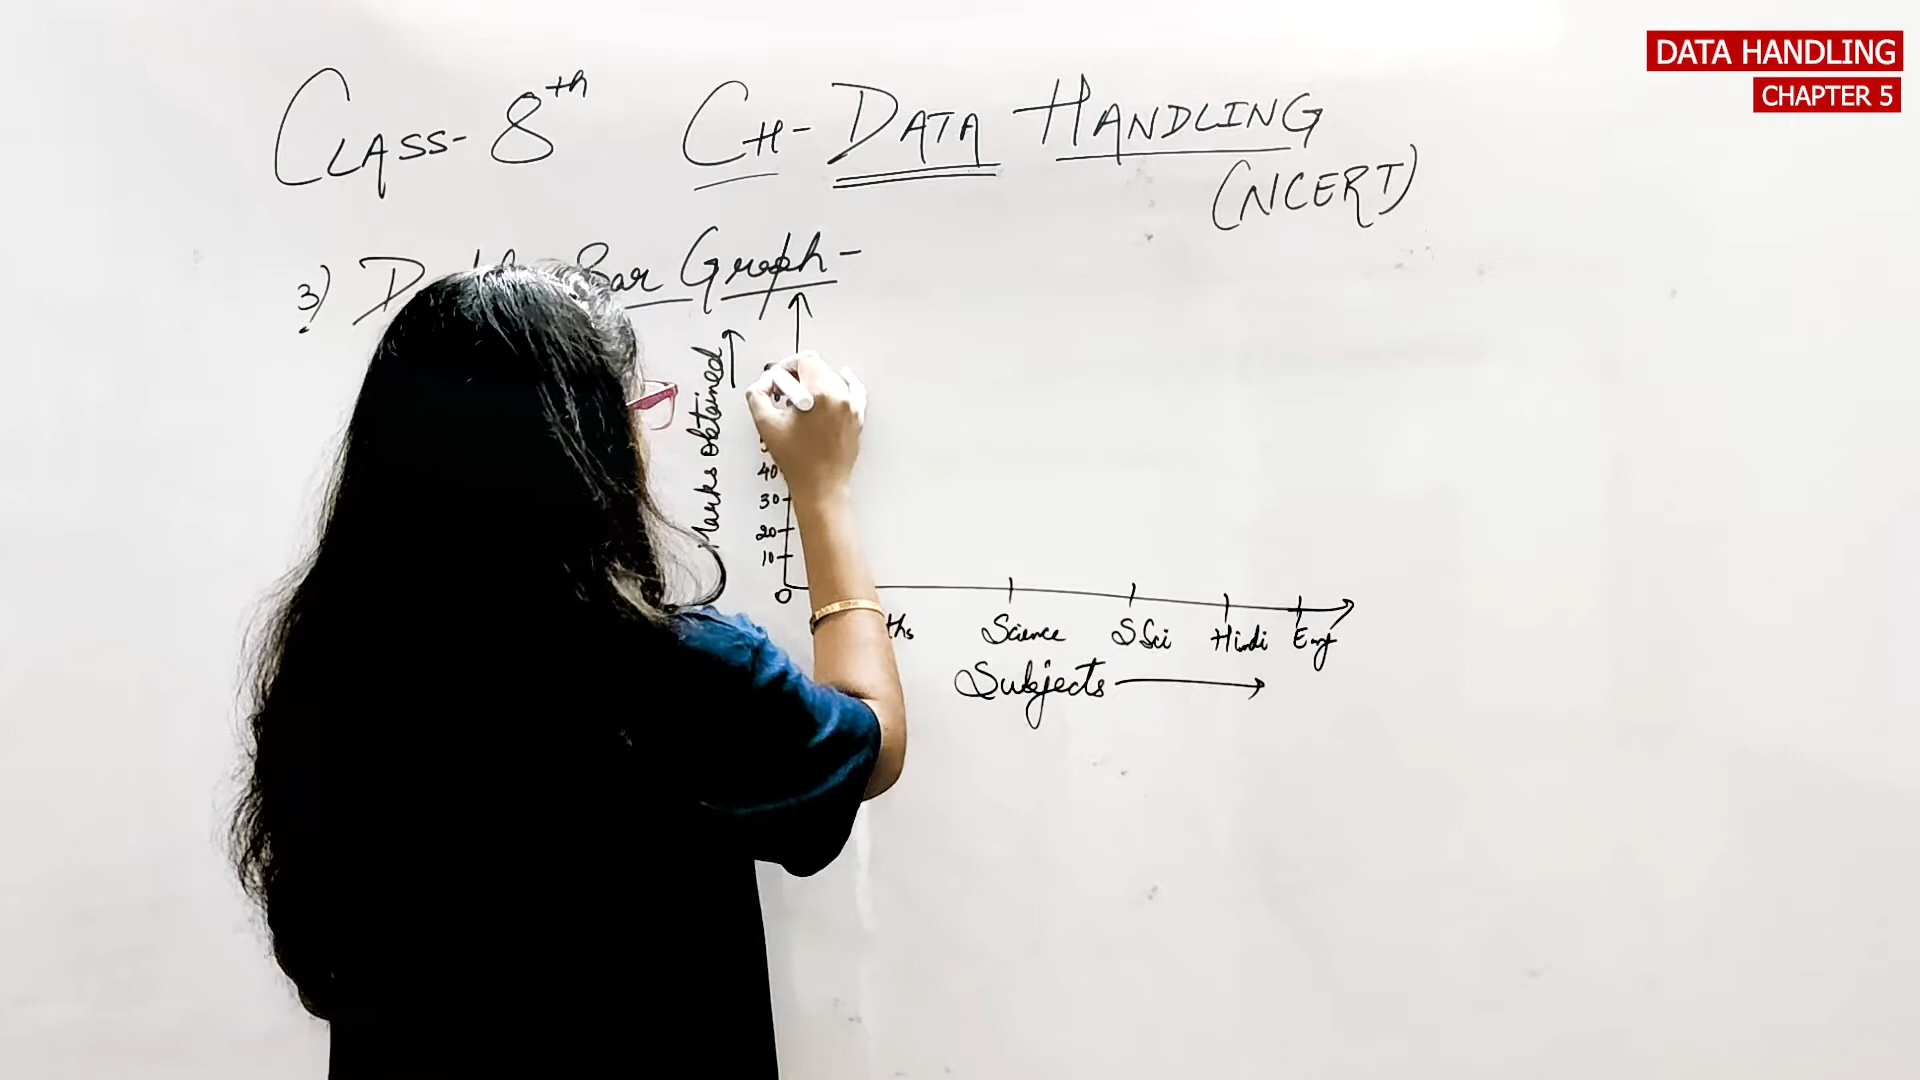 DATA HANDLING
CHAPTER 5
CLASS- 8th CH- DATA HANDLING
(NCERT)
3) Bar Graph-
Marks Obtained
40
30
20
10
0
Science S Sci Hindi Eng
Subjects